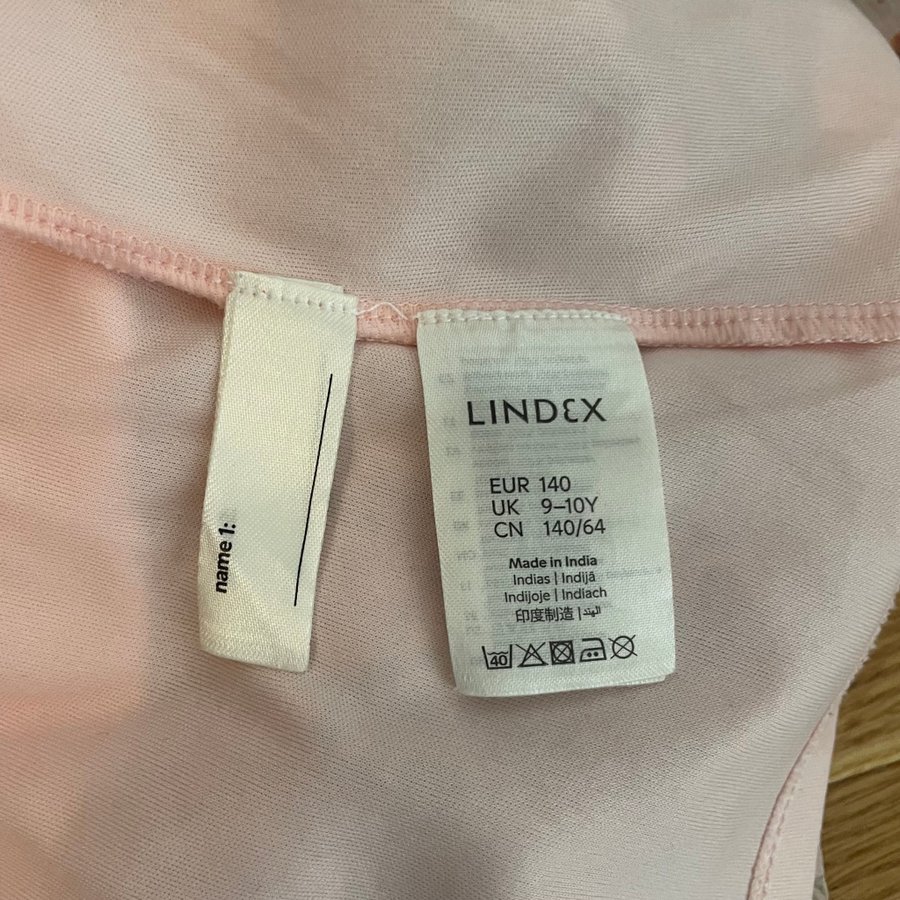 name 1:
LINDEX
EUR 140
UK 9–10Y
CN 140/64
Made in India
Indias | Indijā
Indijoje | Indiach
印度制造 | الهند
40